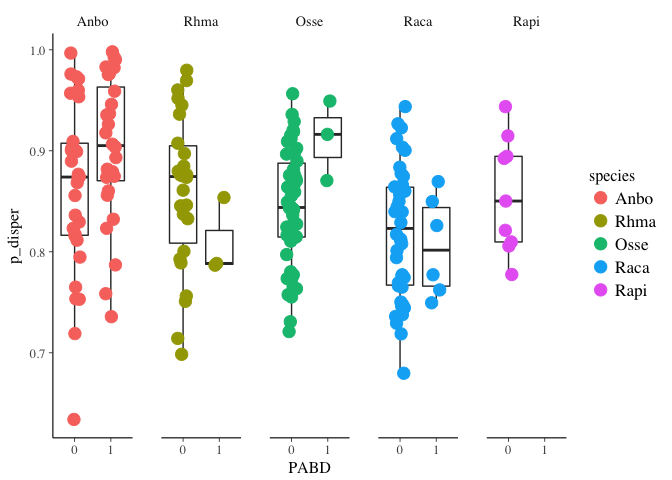 Anbo Rhma Osse Raca Rapi
1.0
0.9
0.8
0.7
p_disper
0 1 0 1 0 1 0 1 0 1
PABD
species
Anbo
Rhma
Osse
Raca
Rapi